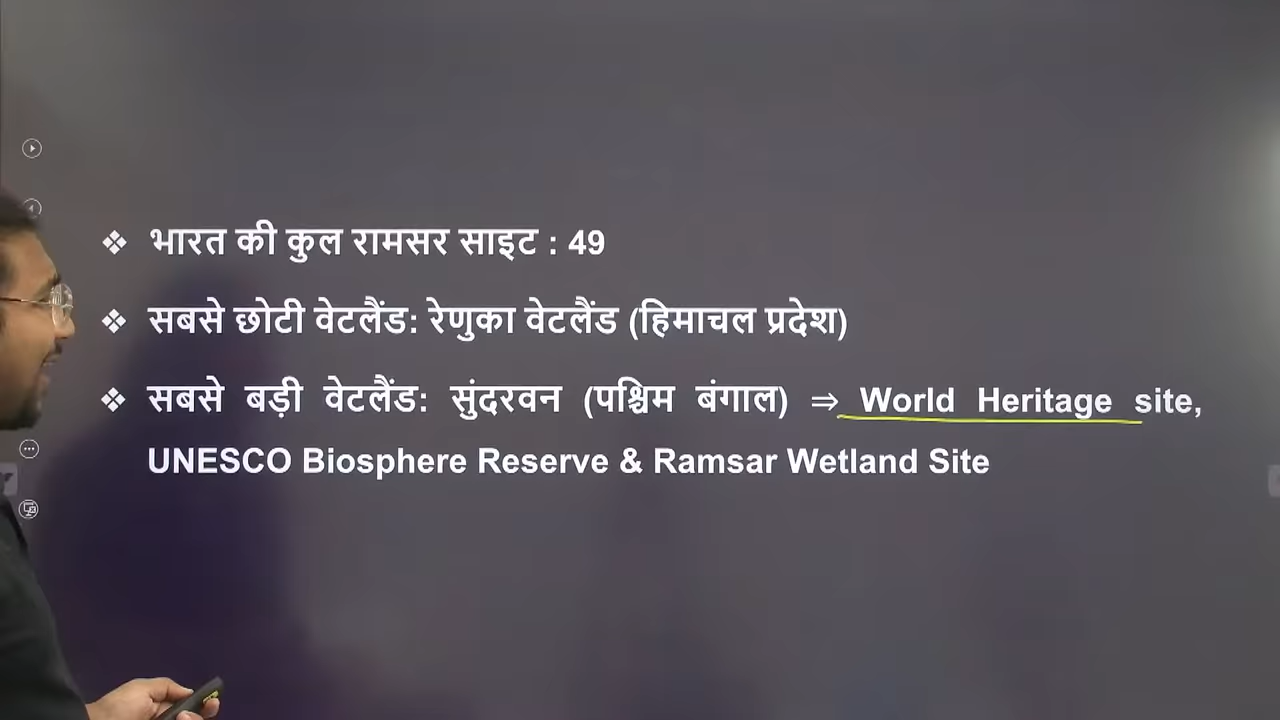 ❖ भारत की कुल रामसर साइट : 49
❖ सबसे छोटी वेटलैंड: रेणुका वेटलैंड (हिमाचल प्रदेश)
❖ सबसे बड़ी वेटलैंड: सुंदरवन (पश्चिम बंगाल) ⇒ World Heritage site,
UNESCO Biosphere Reserve & Ramsar Wetland Site